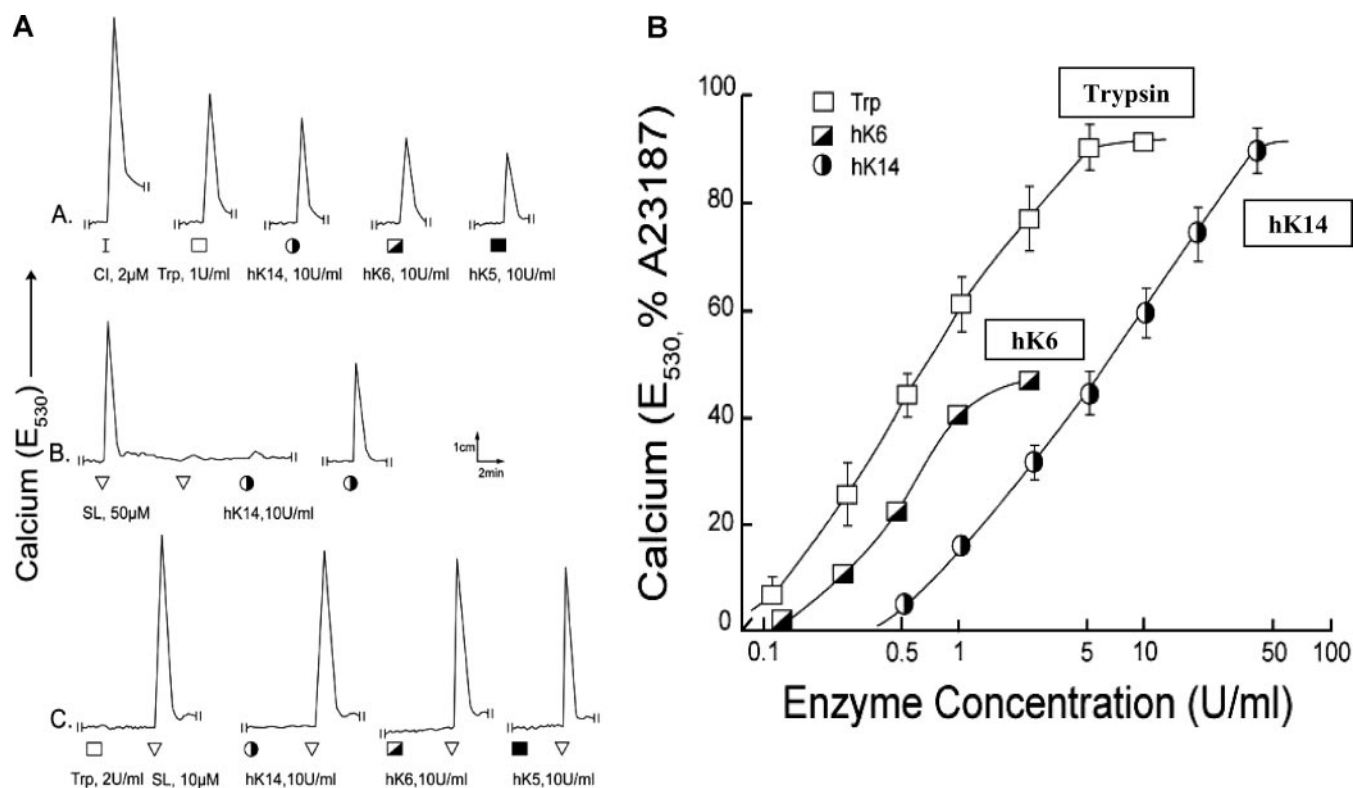 A
Calcium (E530)
A.
CI, 2µM
Trp, 1U/ml
hK14, 10U/ml
hK6, 10U/ml
hK5, 10U/ml
B.
SL, 50µM
hK14,10U/ml
1cm
2min
C.
Trp, 2U/ml
SL, 10µM
hK14,10U/ml
hK6,10U/ml
hK5,10U/ml
B
Calcium (E530, % A23187)
100
80
60
40
20
0
Trp
hK6
hK14
Trypsin
hK6
hK14
0.1
0.5
1
5
10
50
100
Enzyme Concentration (U/ml)